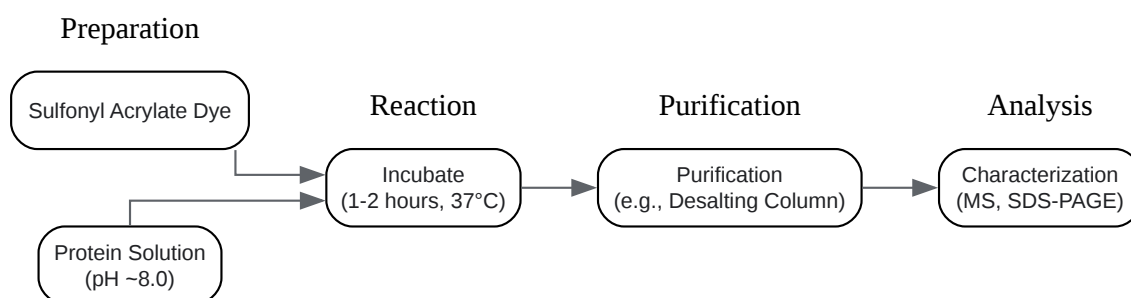 Preparation
Sulfonyl Acrylate Dye
Protein Solution
(pH ~8.0)
Reaction
Incubate
(1-2 hours, 37°C)
Purification
Purification
(e.g., Desalting Column)
Analysis
Characterization
(MS, SDS-PAGE)